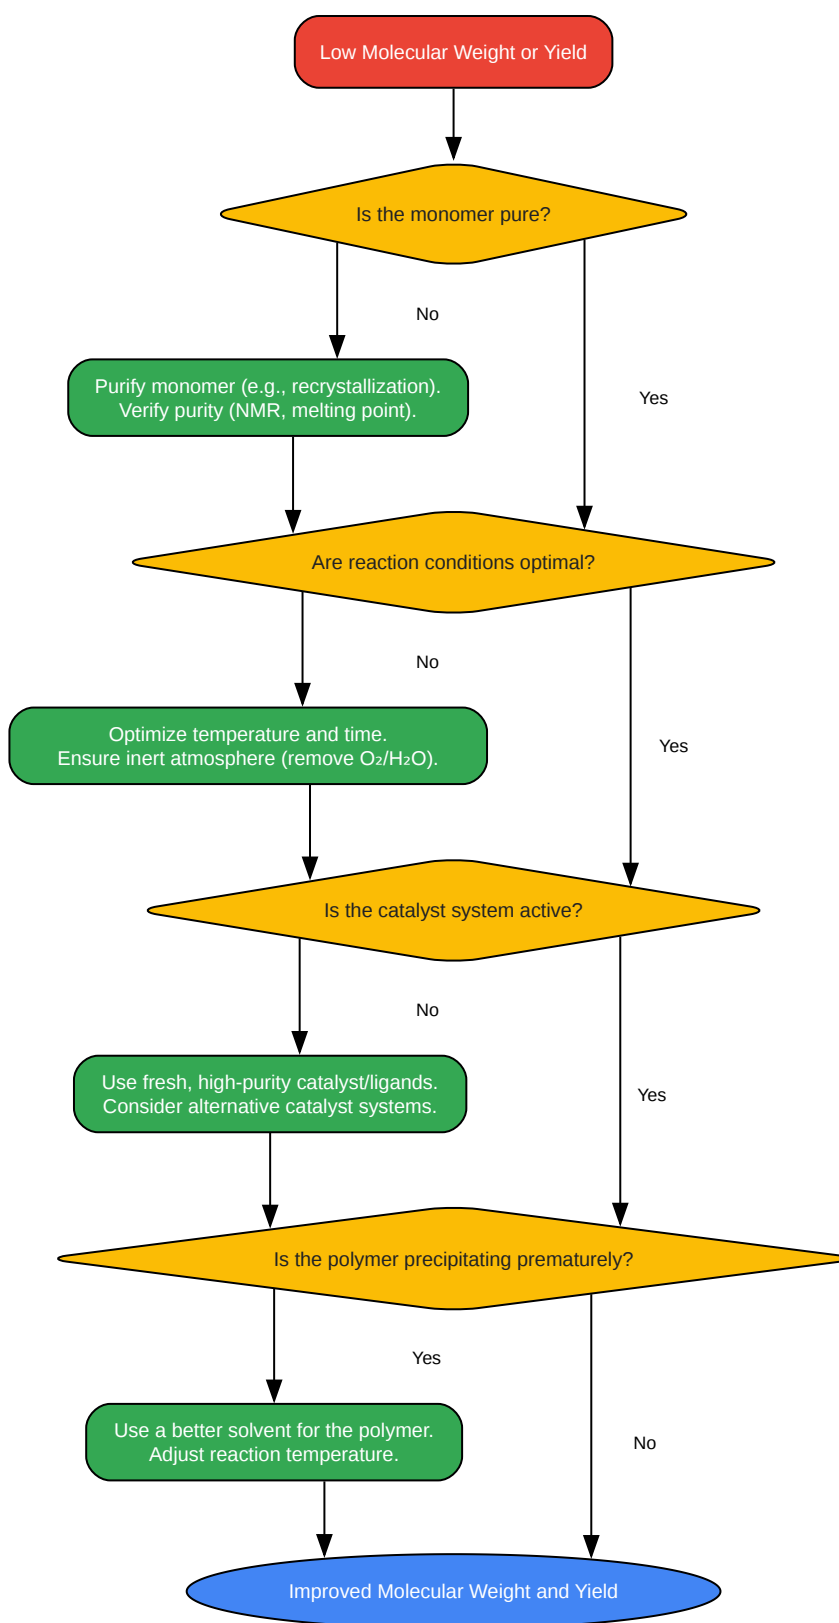 Low Molecular Weight or Yield
Is the monomer pure?
No
Purify monomer (e.g., recrystallization).
Verify purity (NMR, melting point).
Yes
Are reaction conditions optimal?
No
Optimize temperature and time.
Ensure inert atmosphere (remove O₂/H₂O).
Yes
Is the catalyst system active?
No
Use fresh, high-purity catalyst/ligands.
Consider alternative catalyst systems.
Yes
Is the polymer precipitating prematurely?
Yes
Use a better solvent for the polymer.
Adjust reaction temperature.
No
Improved Molecular Weight and Yield